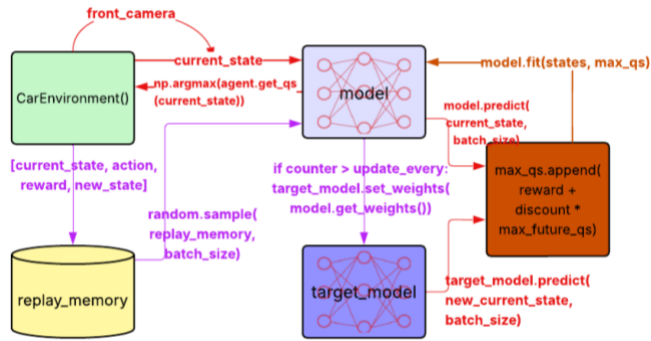 front_camera
current_state
np.argmax(agent.get_qs
(current_state))
CarEnvironment()
model
model.fit(states, max_qs)
model.predict(
current_state,
batch_size)
[current_state, action,
reward, new_state]
if counter > update_every:
target_model.set_weights(
model.get_weights())
max_qs.append(
reward +
discount *
max_future_qs)
random.sample(
replay_memory,
batch_size)
replay_memory
target_model
target_model.predict(
new_current_state,
batch_size)